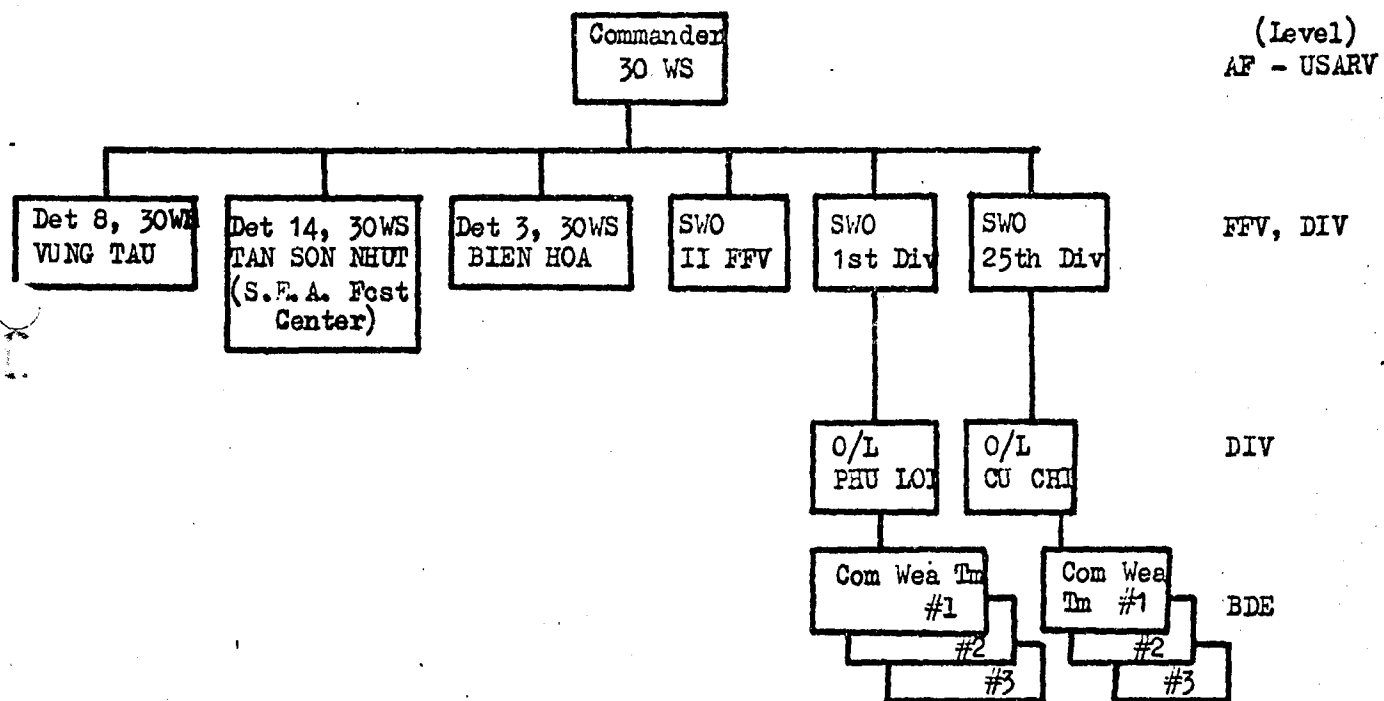 Commander
30 WS
(Level)
AF - USARV
Det 8, 30W
VUNG TAU
Det 14, 30WS
TAN SON NHUT
(S.E.A. Fcst
Center)
Det 3, 30WS
BIEN HOA
SWO
II FFV
SWO
1st Div
SWO
25th Div
FFV, DIV
O/L
PHU LOI
O/L
CU CHI
DIV
Com Wea Tm
#1
#2
#3
Com Wea
Tm #1
#2
#3
BDE